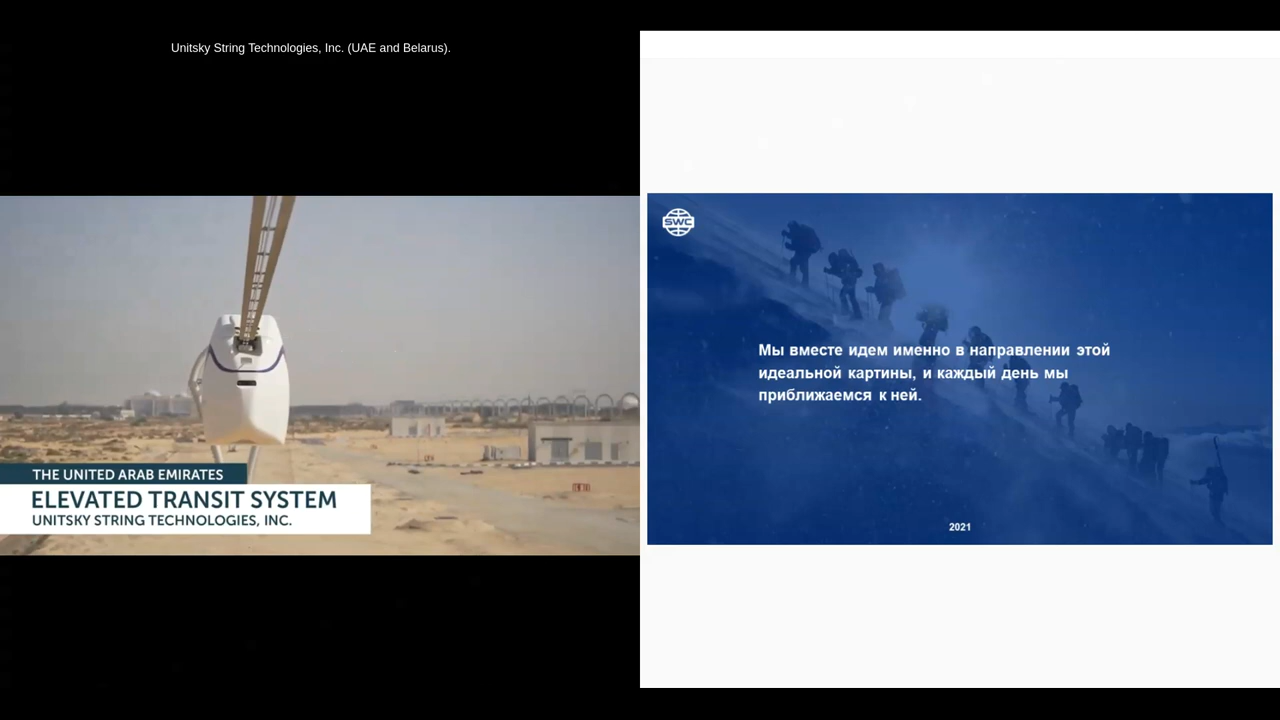 Unitsky String Technologies, Inc. (UAE and Belarus).
THE UNITED ARAB EMIRATES
ELEVATED TRANSIT SYSTEM
UNITSKY STRING TECHNOLOGIES, INC.
SWC
Мы вместе идем именно в направлении этой
идеальной картины, и каждый день мы
приближаемся к ней.
2021